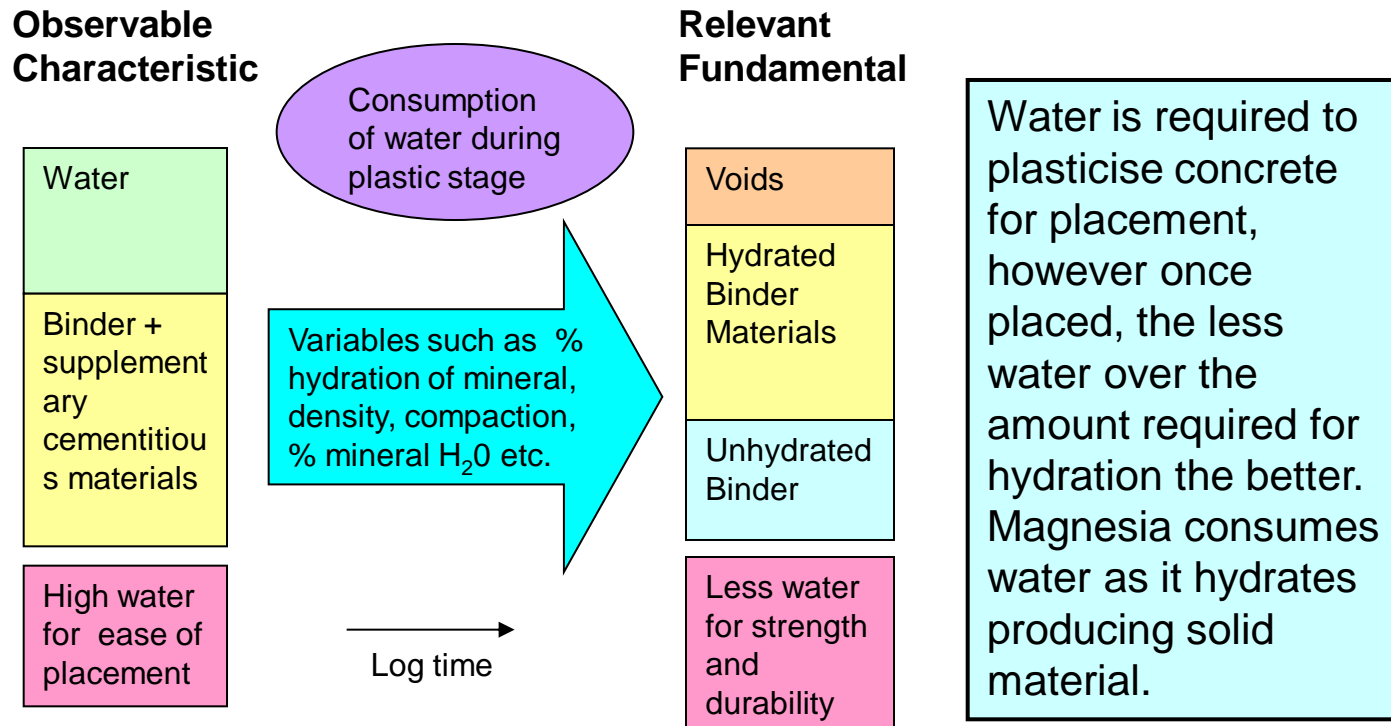 Observable
Characteristic
Relevant
Fundamental
Consumption
of water during
plastic stage
Water
Binder +
supplement
ary
cementitiou
s materials
High water
for ease of
placement
Variables such as %
hydration of mineral,
density, compaction,
% mineral H₂0 etc.
Log time
Voids
Hydrated
Binder
Materials
Unhydrated
Binder
Less water
for strength
and
durability
Water is required to
plasticise concrete
for placement,
however once
placed, the less
water over the
amount required for
hydration the better.
Magnesia consumes
water as it hydrates
producing solid
material.